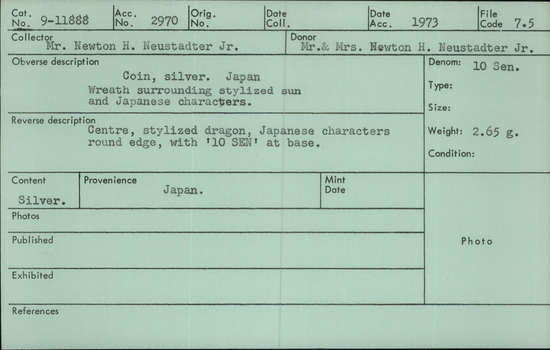 Cat. No. 9-11888 Acc. No. 2970 Orig. No. Date Coll. Date Acc. 1973 File Code 7.5
Collector Mr. Newton H. Neustadter Jr. Donor Mr.& Mrs. Newton H. Neustadter Jr.
Obverse description
Coin, silver. Japan
Wreath surrounding stylized sun
and Japanese characters.
Denom: 10 Sen.
Type:
Size:
Weight: 2.65 g.
Condition:
Reverse description
Centre, stylized dragon, Japanese characters
round edge, with '10 SEN' at base.
Content Silver. Provenience Japan. Mint Date
Photos
Published
Exhibited
Photo
References